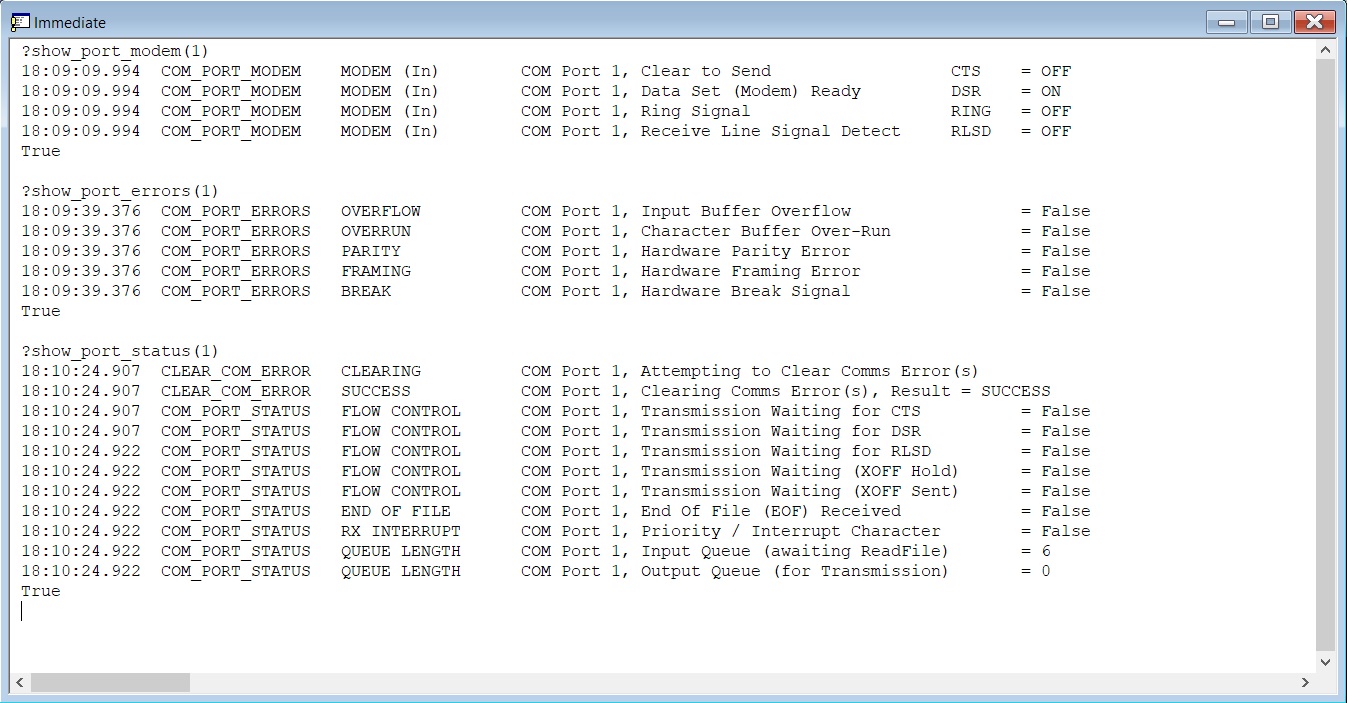 Immediate
?show_port_modem(1)
18:09:09.994  COM_PORT_MODEM    MODEM (In)        COM Port 1, Clear to Send                  CTS    = OFF
18:09:09.994  COM_PORT_MODEM    MODEM (In)        COM Port 1, Data Set (Modem) Ready         DSR    = ON
18:09:09.994  COM_PORT_MODEM    MODEM (In)        COM Port 1, Ring Signal                    RING   = OFF
18:09:09.994  COM_PORT_MODEM    MODEM (In)        COM Port 1, Receive Line Signal Detect     RLSD   = OFF
True
?show_port_errors(1)
18:09:39.376  COM_PORT_ERRORS   OVERFLOW          COM Port 1, Input Buffer Overflow                 = False
18:09:39.376  COM_PORT_ERRORS   OVERRUN           COM Port 1, Character Buffer Over-Run             = False
18:09:39.376  COM_PORT_ERRORS   PARITY            COM Port 1, Hardware Parity Error                 = False
18:09:39.376  COM_PORT_ERRORS   FRAMING           COM Port 1, Hardware Framing Error                = False
18:09:39.376  COM_PORT_ERRORS   BREAK             COM Port 1, Hardware Break Signal                 = False
True
?show_port_status(1)
18:10:24.907  CLEAR_COM_ERROR   CLEARING          COM Port 1, Attempting to Clear Comms Error(s)
18:10:24.907  CLEAR_COM_ERROR   SUCCESS           COM Port 1, Clearing Comms Error(s), Result = SUCCESS
18:10:24.907  COM_PORT_STATUS   FLOW CONTROL      COM Port 1, Transmission Waiting for CTS          = False
18:10:24.907  COM_PORT_STATUS   FLOW CONTROL      COM Port 1, Transmission Waiting for DSR          = False
18:10:24.922  COM_PORT_STATUS   FLOW CONTROL      COM Port 1, Transmission Waiting for RLSD         = False
18:10:24.922  COM_PORT_STATUS   FLOW CONTROL      COM Port 1, Transmission Waiting (XOFF Hold)      = False
18:10:24.922  COM_PORT_STATUS   FLOW CONTROL      COM Port 1, Transmission Waiting (XOFF Sent)      = False
18:10:24.922  COM_PORT_STATUS   END OF FILE       COM Port 1, End Of File (EOF) Received            = False
18:10:24.922  COM_PORT_STATUS   RX INTERRUPT      COM Port 1, Priority / Interrupt Character        = False
18:10:24.922  COM_PORT_STATUS   QUEUE LENGTH      COM Port 1, Input Queue (awaiting ReadFile)       = 6
18:10:24.922  COM_PORT_STATUS   QUEUE LENGTH      COM Port 1, Output Queue (for Transmission)       = 0
True